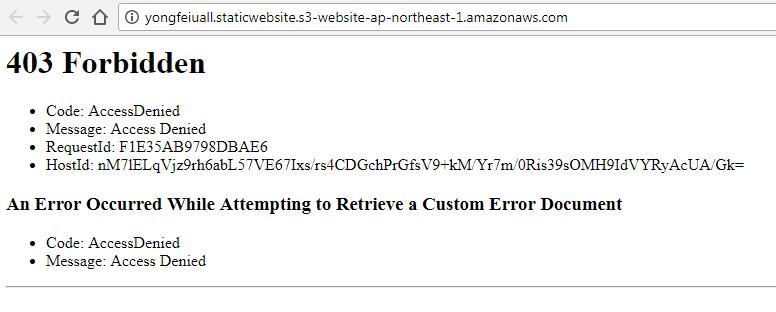 yongfeiuall.staticwebsite.s3-website-ap-northeast-1.amazonaws.com
403 Forbidden
Code: AccessDenied
Message: Access Denied
RequestId: F1E35AB9798DBAE6
HostId: nM7lELqVjz9rh6abL57VE67Ixs/rs4CDGchPrGfsV9+kM/Yr7m/0Ris39sOMH9IdVYRyAcUA/Gk=
An Error Occurred While Attempting to Retrieve a Custom Error Document
Code: AccessDenied
Message: Access Denied